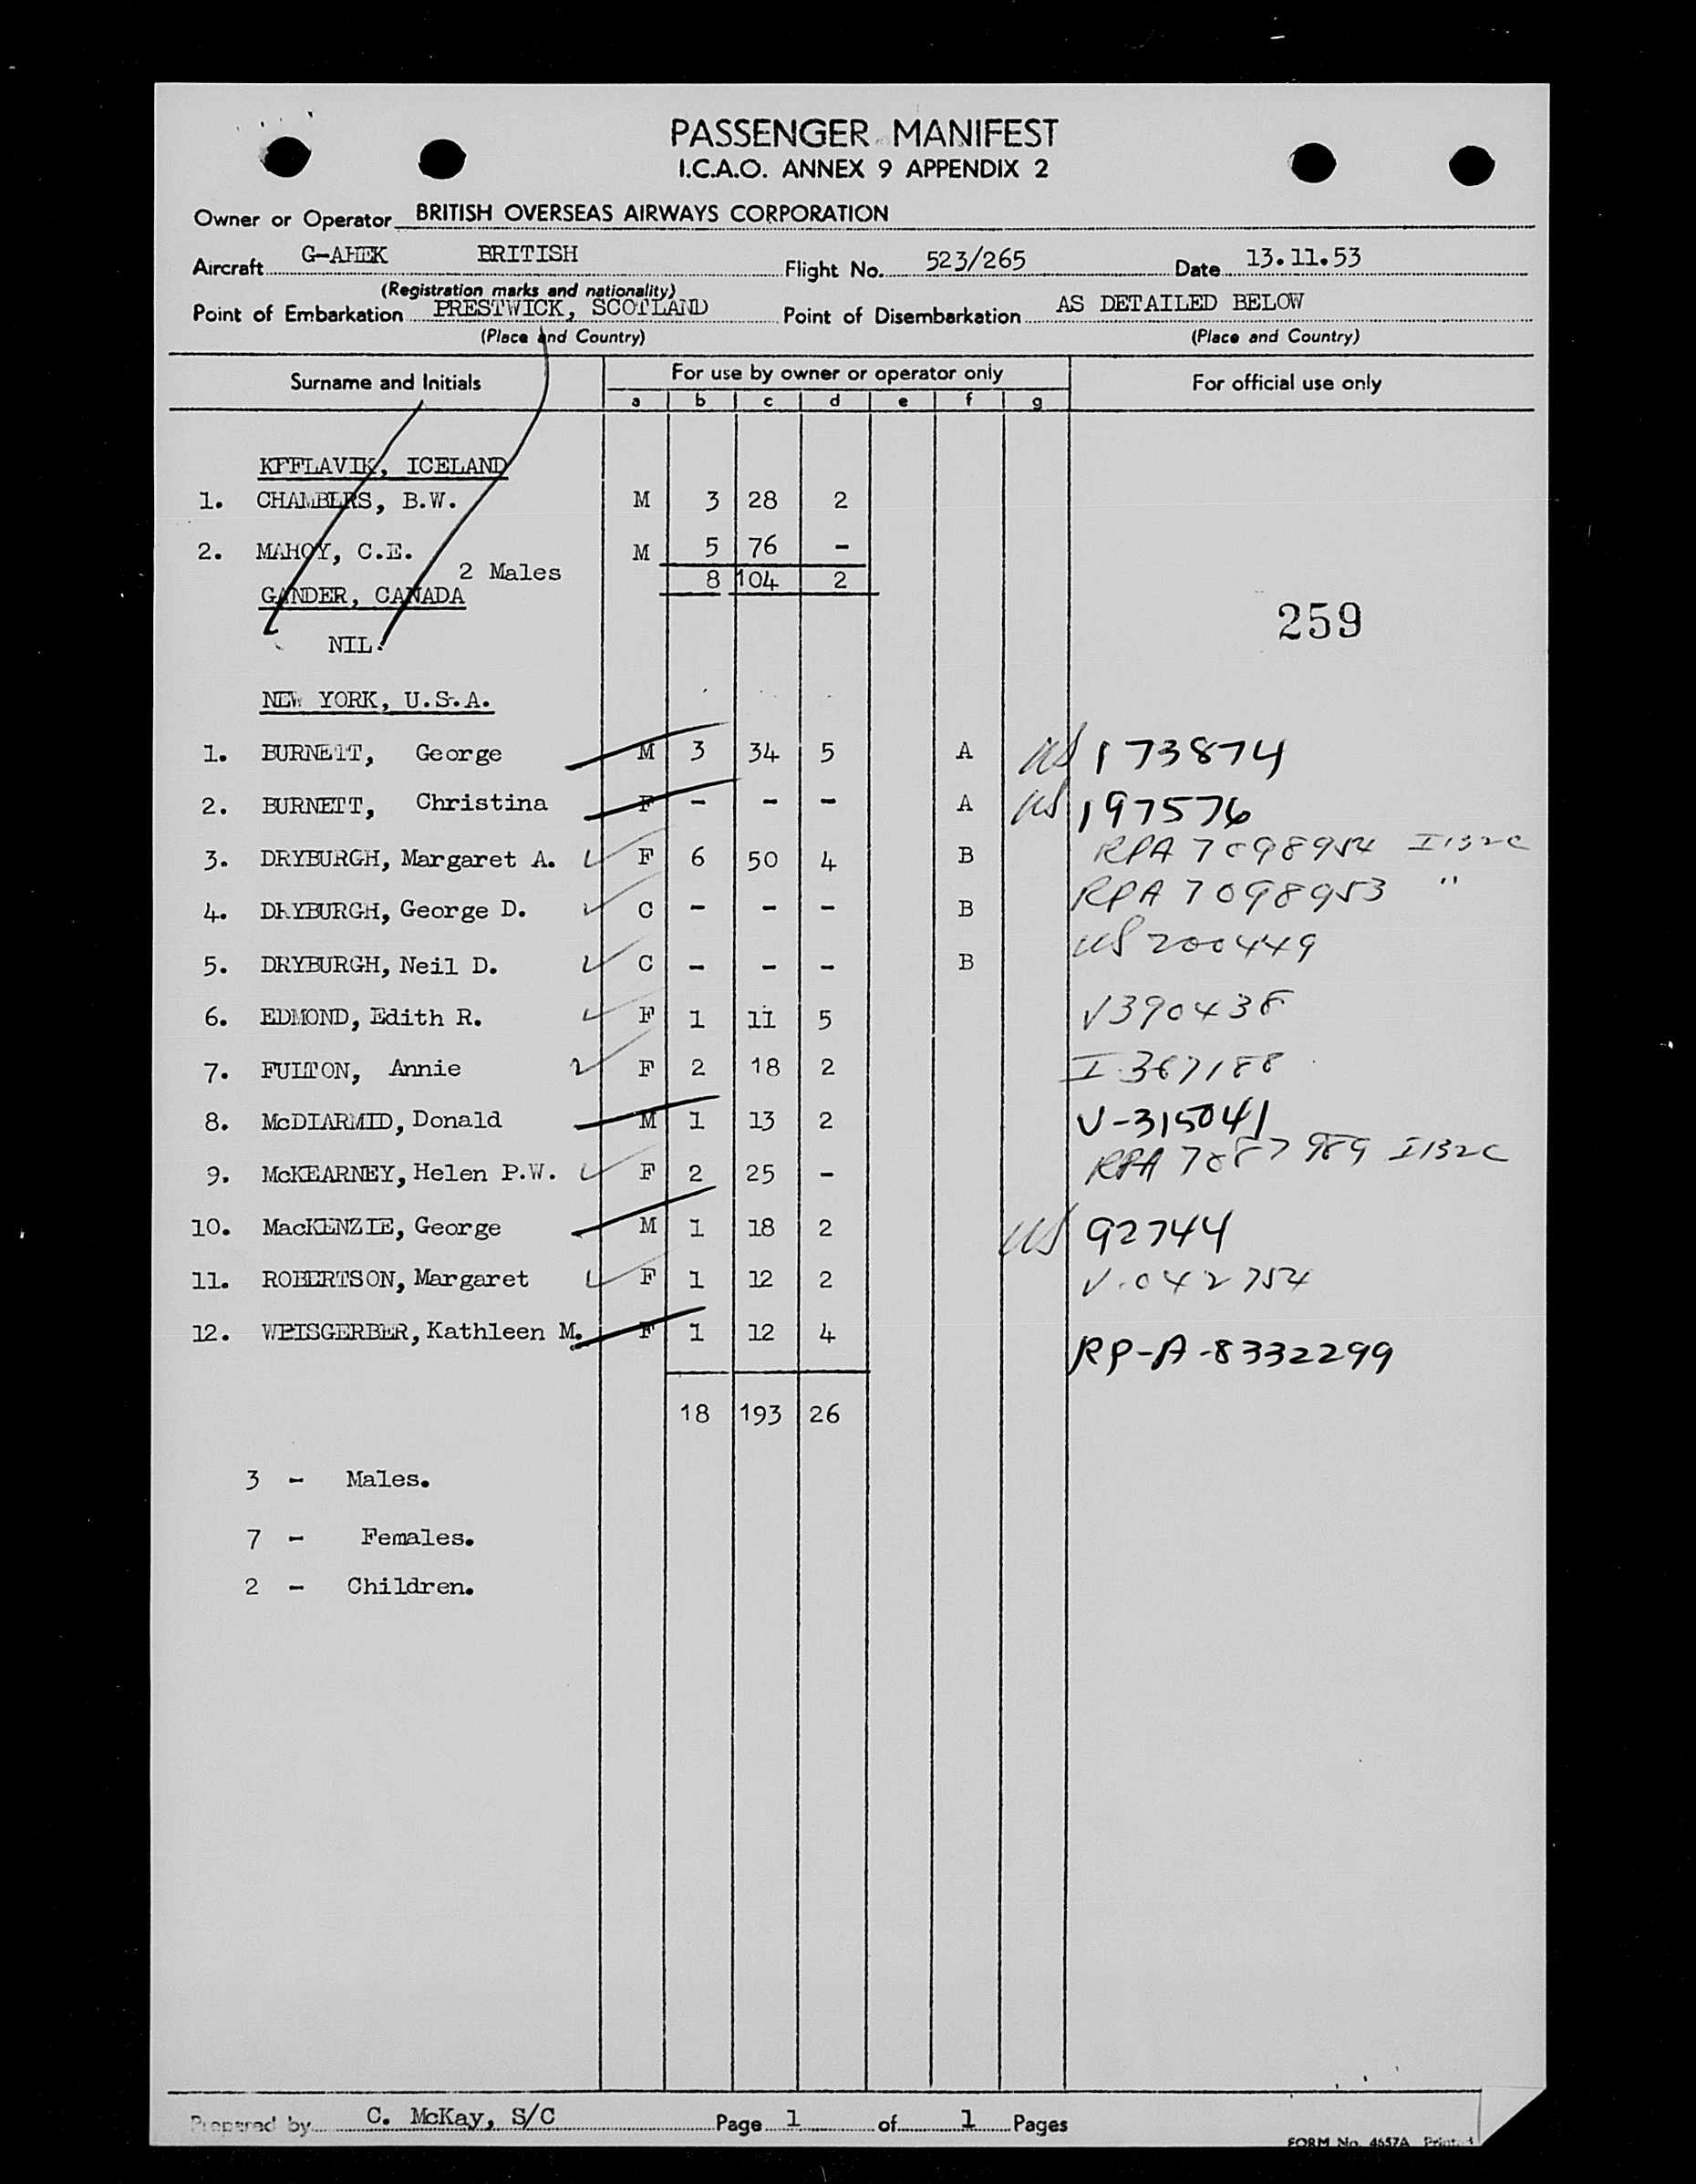 PASSENGER MANIFEST
I.C.A.O. ANNEX 9 APPENDIX 2
Owner or Operator BRITISH OVERSEAS AIRWAYS CORPORATION
Aircraft G-AHEK BRITISH Flight No. 523/265 Date 13.11.53
(Registration marks and nationality)
Point of Embarkation PRESTWICK, SCOTLAND Point of Disembarkation AS DETAILED BELOW
(Place and Country) (Place and Country)
Surname and Initials For use by owner or operator only For official use only
a b c d e f g
KEFLAVIK, ICELAND
1. CHAMBERS, B.W. M 3 28 2
2. MAHOY, C.E. M 5 76 -
2 Males 8 104 2
GANDER, CANADA
259
NIL.
NEW YORK, U.S.A.
1. BURNETT, George M 3 34 5 A US 173874
2. BURNETT, Christina F - - - A US 197576
3. DRYBURGH, Margaret A. F 6 50 4 B RPA 7098954 I132C
4. DRYBURGH, George D. C - - - B RPA 7098953 "
5. DRYBURGH, Neil D. C - - - B US 200449
6. EDMOND, Edith R. F 1 11 5 V390438
7. FULTON, Annie F 2 18 2 I-367188
8. McDIARMID, Donald M 1 13 2 V-315041
9. McKEARNEY, Helen P.W. F 2 25 - RPA 7087989 I132C
10. MacKENZIE, George M 1 18 2 US 92744
11. ROBERTSON, Margaret F 1 12 2 V-042754
12. WEISGERBER, Kathleen M. F 1 12 4 RP-A-8332299
18 193 26
3 - Males.
7 - Females.
2 - Children.
Prepared by C. McKay, S/C Page 1 of 1 Pages
FORM No. 4657A Printed